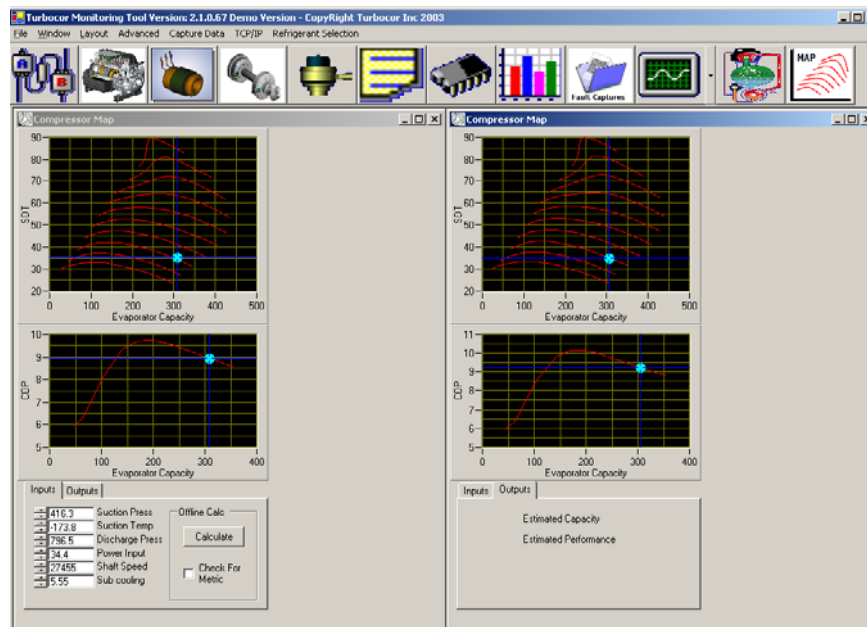 Turbocor Monitoring Tool Version: 2.1.0.67 Demo Version - CopyRight Turbocor Inc 2003
File Window Layout Advanced Capture Data TCP/IP Refrigerant Selection
A
B
Fault Captures
MAP
Compressor Map
90
80
70
60
50
40
30
20
SDT
0 100 200 300 400 500
Evaporator Capacity
10
9
8
7
6
5
COP
0 100 200 300 400
Evaporator Capacity
Inputs Outputs
416.3 Suction Press
-173.8 Suction Temp
796.5 Discharge Press
34.4 Power Input
27455 Shaft Speed
5.55 Sub cooling
Offline Calc
Calculate
Check For
Metric
Compressor Map
90
80
70
60
50
40
30
20
SDT
0 100 200 300 400 500
Evaporator Capacity
11
10
9
8
7
6
5
COP
0 100 200 300 400
Evaporator Capacity
Inputs Outputs
Estimated Capacity
Estimated Performance